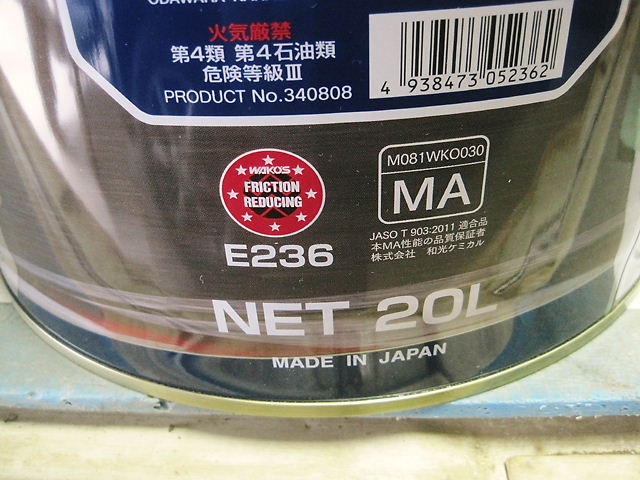 火気厳禁
第4類 第4石油類
危険等級III
PRODUCT No.340808
4 938473 052362
WAKO'S
FRICTION
REDUCING
E236
M081WKO030
MA
JASO T 903:2011 適合品
本MA性能の品質保証者
株式会社 和光ケミカル
NET 20L
MADE IN JAPAN